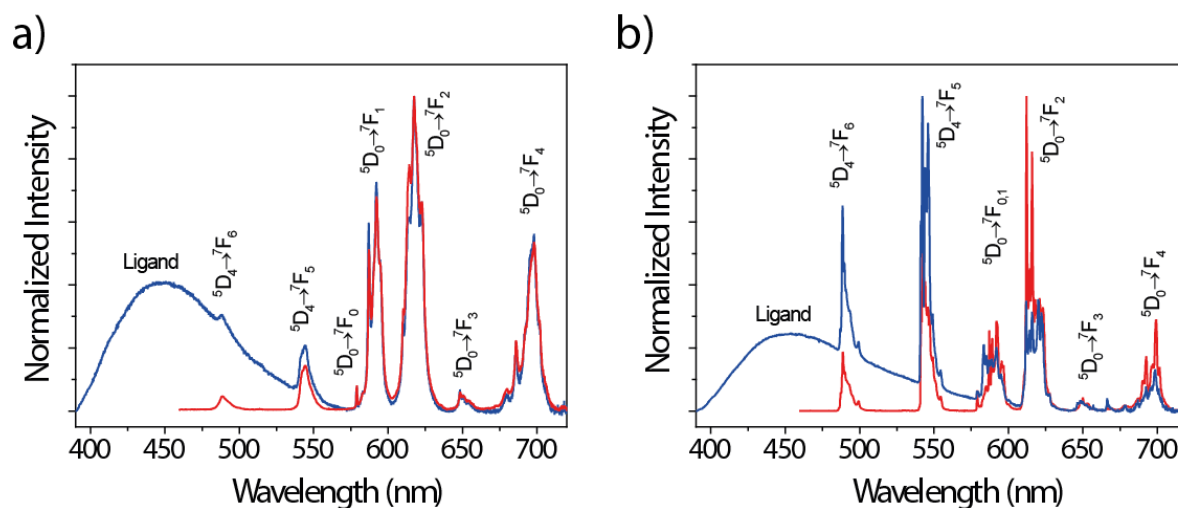 a)
Normalized Intensity
Ligand
⁵D₄→⁷F₆
⁵D₄→⁷F₅
⁵D₀→⁷F₀
⁵D₀→⁷F₁
⁵D₀→⁷F₂
⁵D₀→⁷F₃
⁵D₀→⁷F₄
400 450 500 550 600 650 700
Wavelength (nm)
b)
Normalized Intensity
Ligand
⁵D₄→⁷F₆
⁵D₄→⁷F₅
⁵D₀→⁷F₀,₁
⁵D₀→⁷F₂
⁵D₀→⁷F₃
⁵D₀→⁷F₄
400 450 500 550 600 650 700
Wavelength (nm)